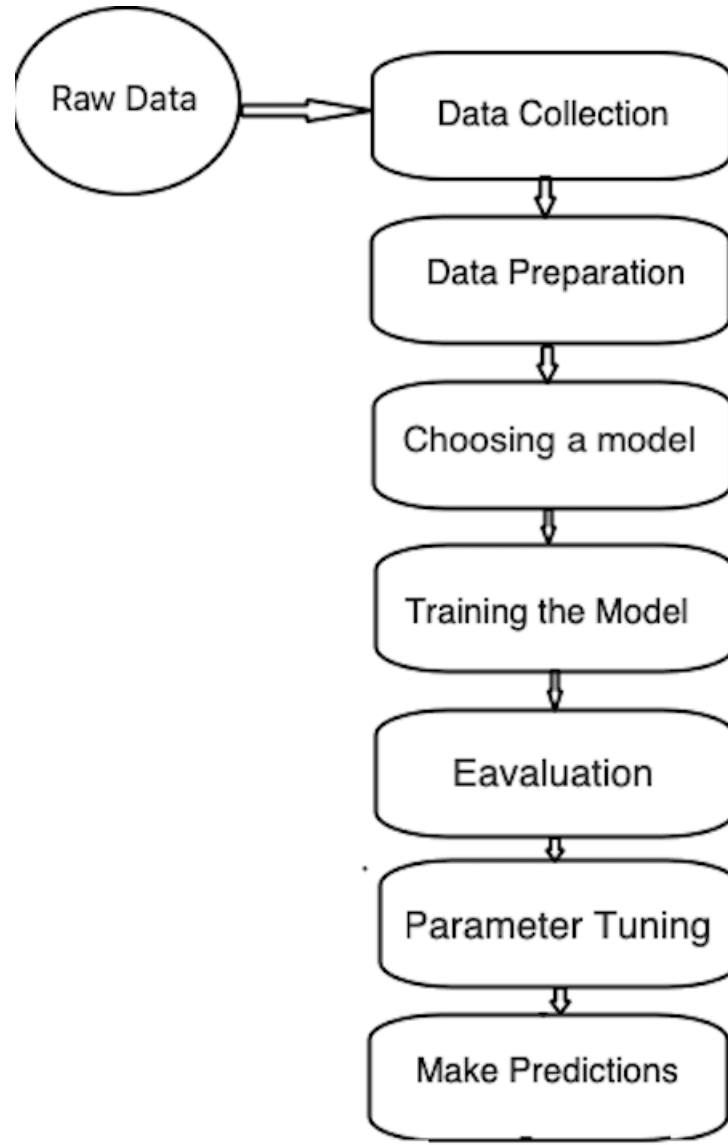 Raw Data
Data Collection
Data Preparation
Choosing a model
Training the Model
Eavaluation
Parameter Tuning
Make Predictions